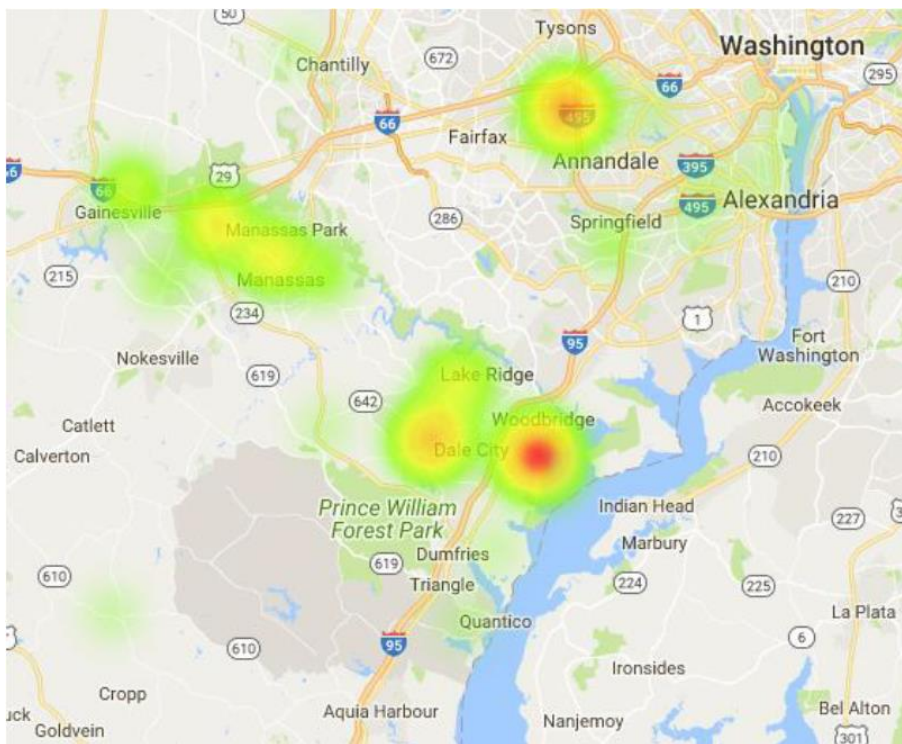 50
Tysons
Washington
Chantilly
672
295
66
66
495
Fairfax
Annandale
29
395
66
Gainesville
Alexandria
495
Springfield
Manassas Park
286
215
Manassas
210
234
1
95
Fort
Washington
Nokesville
619
Lake Ridge
642
Accokeek
Catlett
Woodbridge
Calverton
Dale City
210
Prince William
Forest Park
Indian Head
227
Marbury
Dumfries
619
610
Triangle
224
225
La Plata
Quantico
6
95
610
Ironsides
Cropp
Aquia Harbour
Bel Alton
Nanjemoy
Goldvein
301